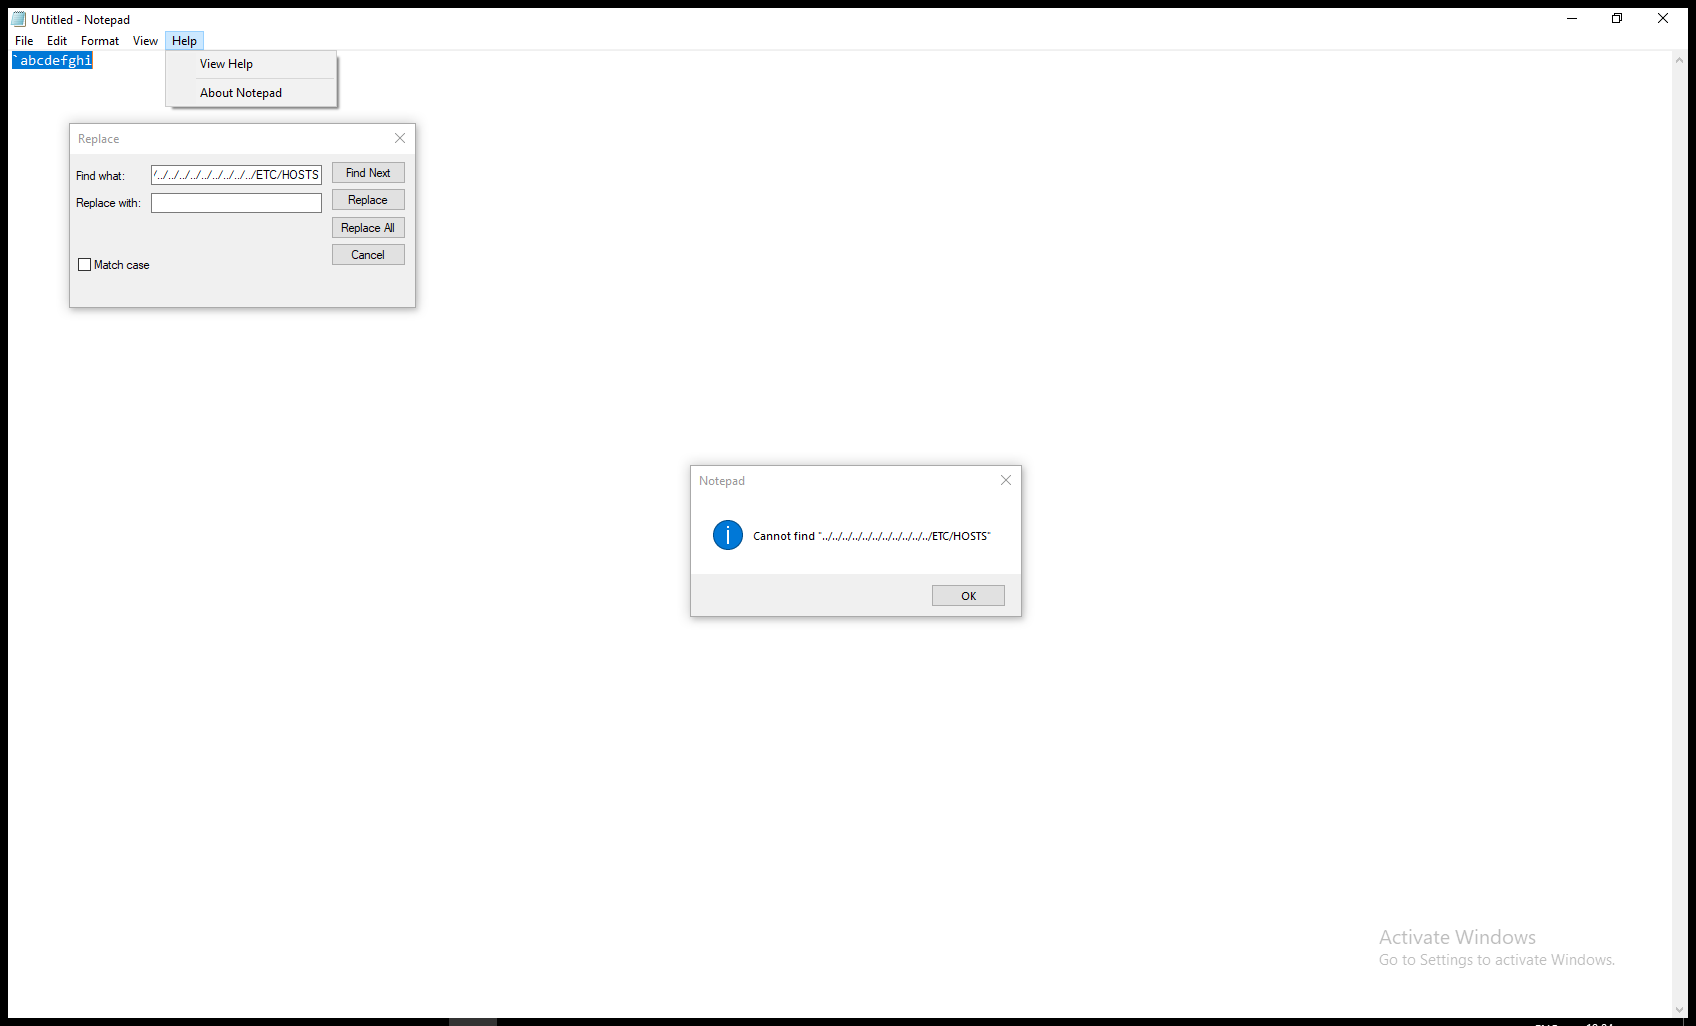 Untitled - Notepad
File Edit Format View Help
`abcdefghi
View Help
About Notepad
Replace
Find what: /../../../../../../../../../ETC/HOSTS Find Next
Replace with: Replace
Replace All
Cancel
Match case
Notepad
Cannot find "../../../../../../../../../../../ETC/HOSTS"
OK
Activate Windows
Go to Settings to activate Windows.